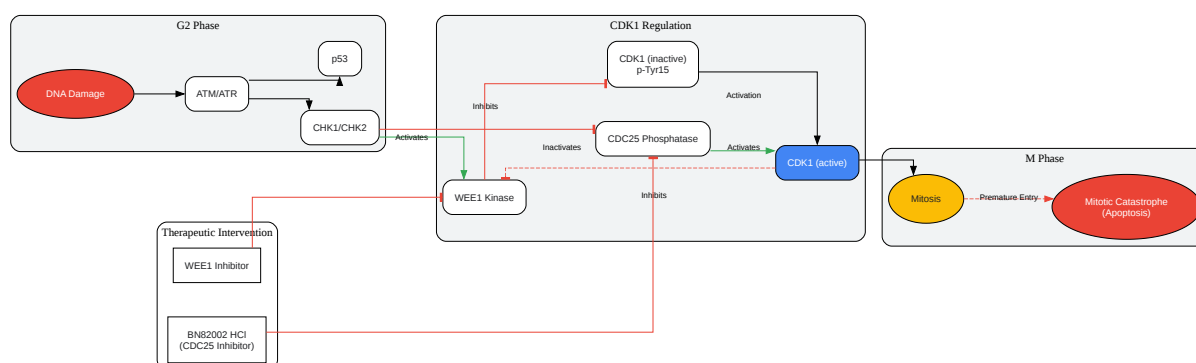 G2 Phase
DNA Damage
ATM/ATR
p53
CHK1/CHK2
Activates
CDK1 Regulation
CDK1 (inactive)
p-Tyr15
Inhibits
Activation
CDC25 Phosphatase
Inactivates
Activates
CDK1 (active)
WEE1 Kinase
Inhibits
M Phase
Mitosis
Premature Entry
Mitotic Catastrophe
(Apoptosis)
Therapeutic Intervention
WEE1 Inhibitor
BN82002 HCl
(CDC25 Inhibitor)